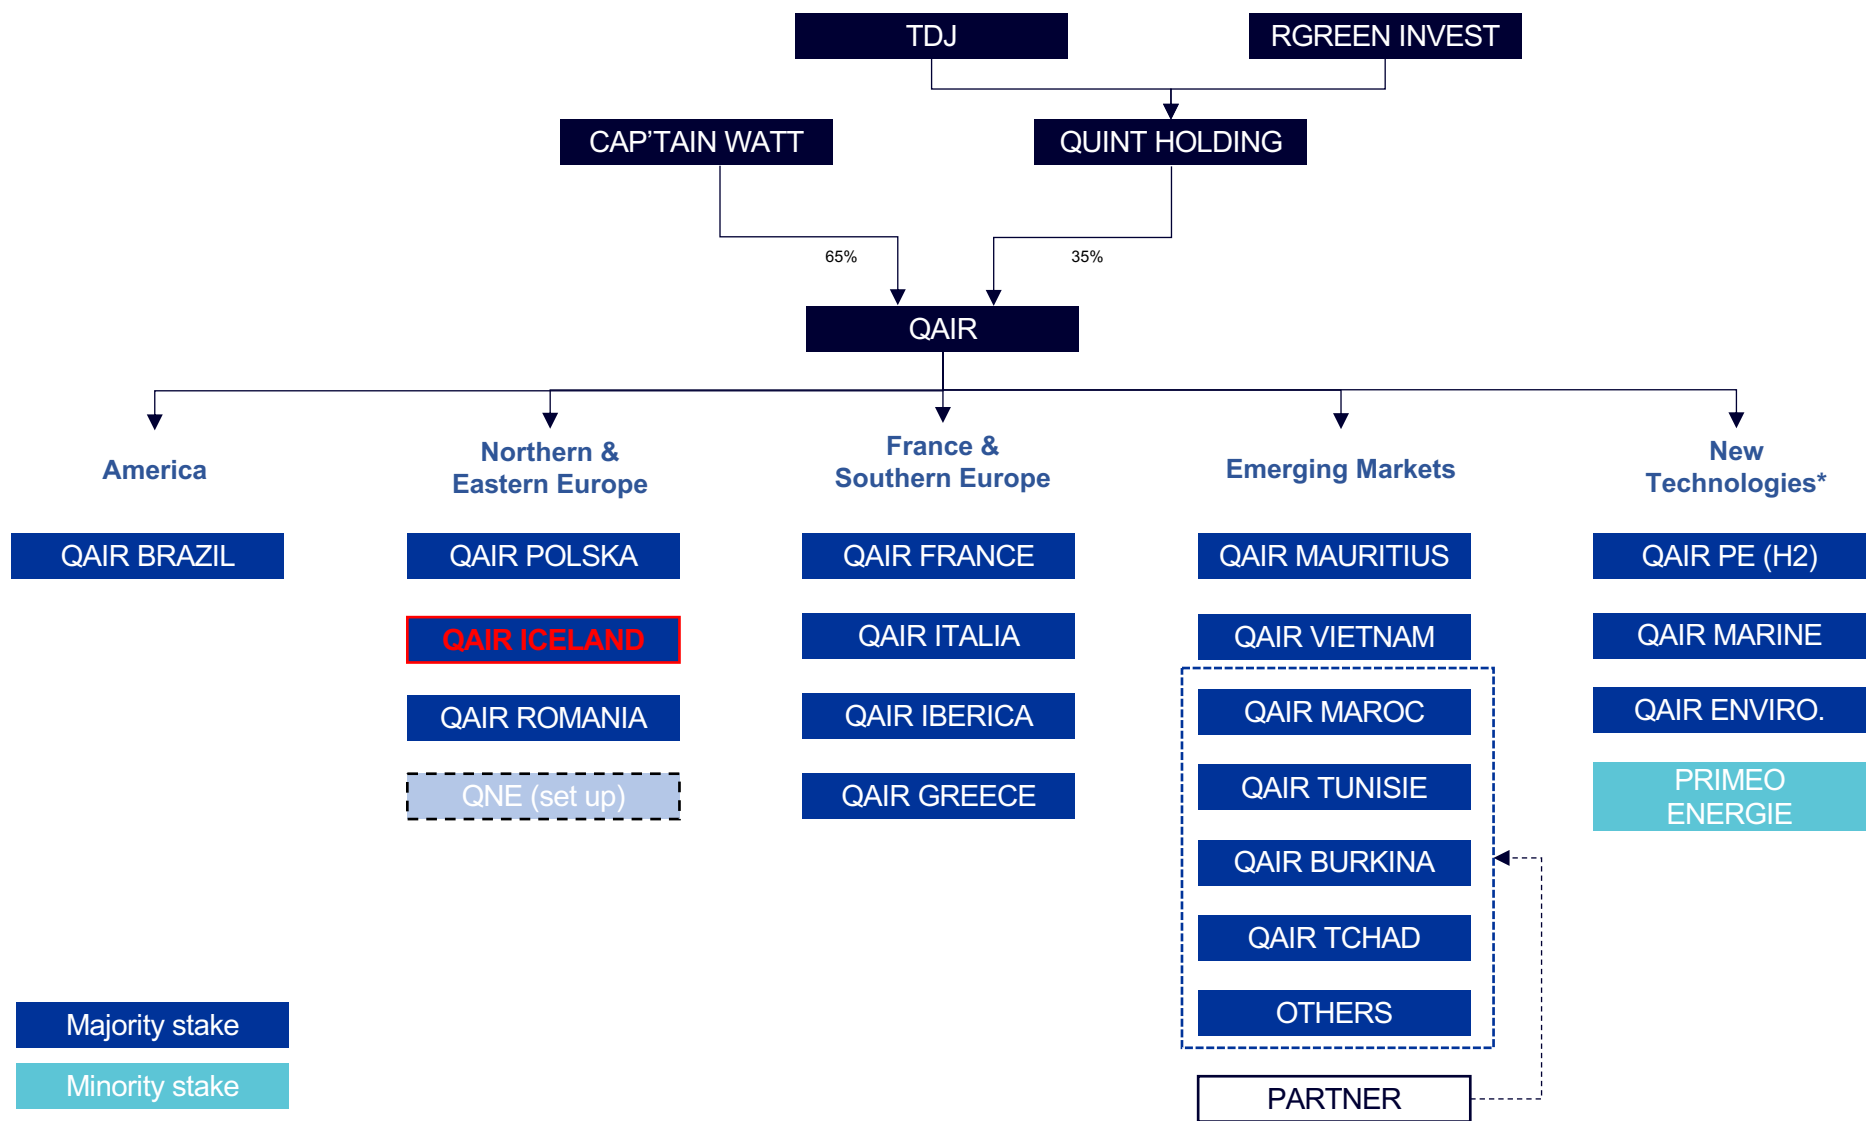 TDJ
RGREEN INVEST
CAP’TAIN WATT
QUINT HOLDING
65%
35%
QAIR
America
Northern &
Eastern Europe
France &
Southern Europe
Emerging Markets
New
Technologies*
QAIR BRAZIL
QAIR POLSKA
QAIR FRANCE
QAIR MAURITIUS
QAIR PE (H2)
QAIR ICELAND
QAIR ITALIA
QAIR VIETNAM
QAIR MARINE
QAIR ROMANIA
QAIR IBERICA
QAIR MAROC
QAIR ENVIRO.
QNE (set up)
QAIR GREECE
QAIR TUNISIE
PRIMEO
ENERGIE
QAIR BURKINA
QAIR TCHAD
OTHERS
Majority stake
Minority stake
PARTNER